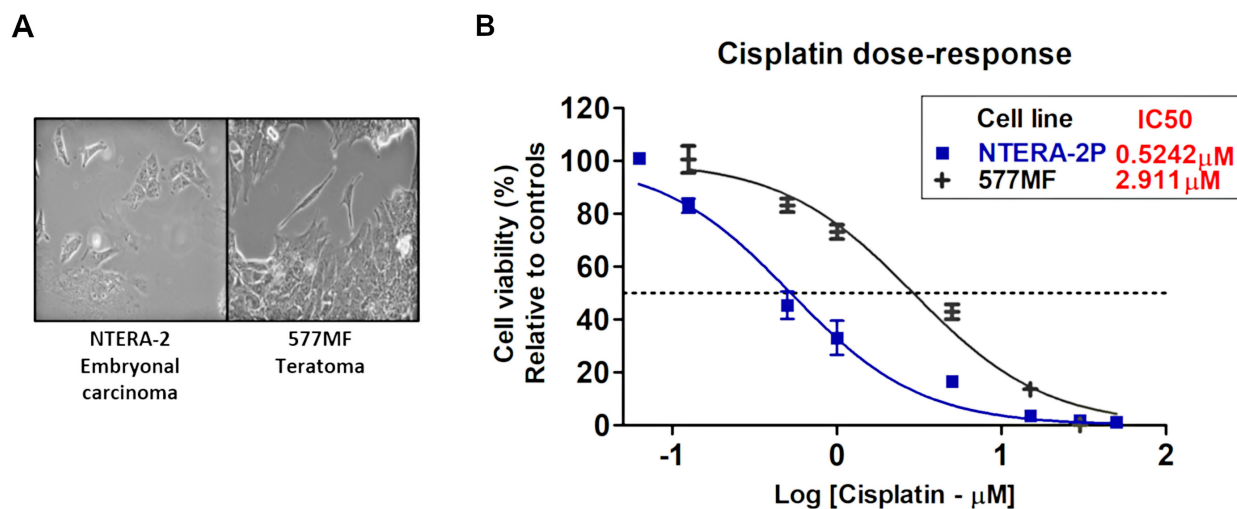 A
NTERA-2
Embryonal
carcinoma
577MF
Teratoma
B
Cisplatin dose-response
Cell line IC50
NTERA-2P 0.5242μM
577MF 2.911μM
Cell viability (%)
Relative to controls
120
100
80
60
40
20
0
-1 0 1 2
Log [Cisplatin - μM]